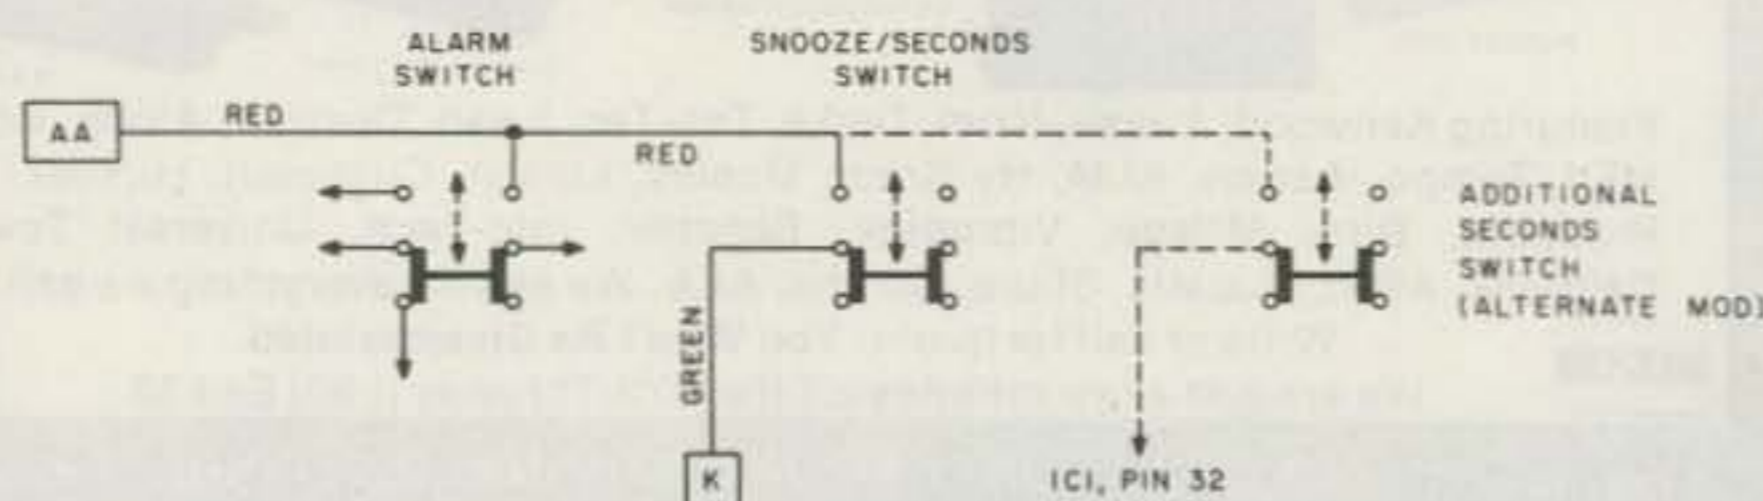 ALARM
SWITCH
SNOOZE/SECONDS
SWITCH
AA
RED
RED
ADDITIONAL
SECONDS
SWITCH
(ALTERNATE MOD)
GREEN
K
IC1, PIN 32